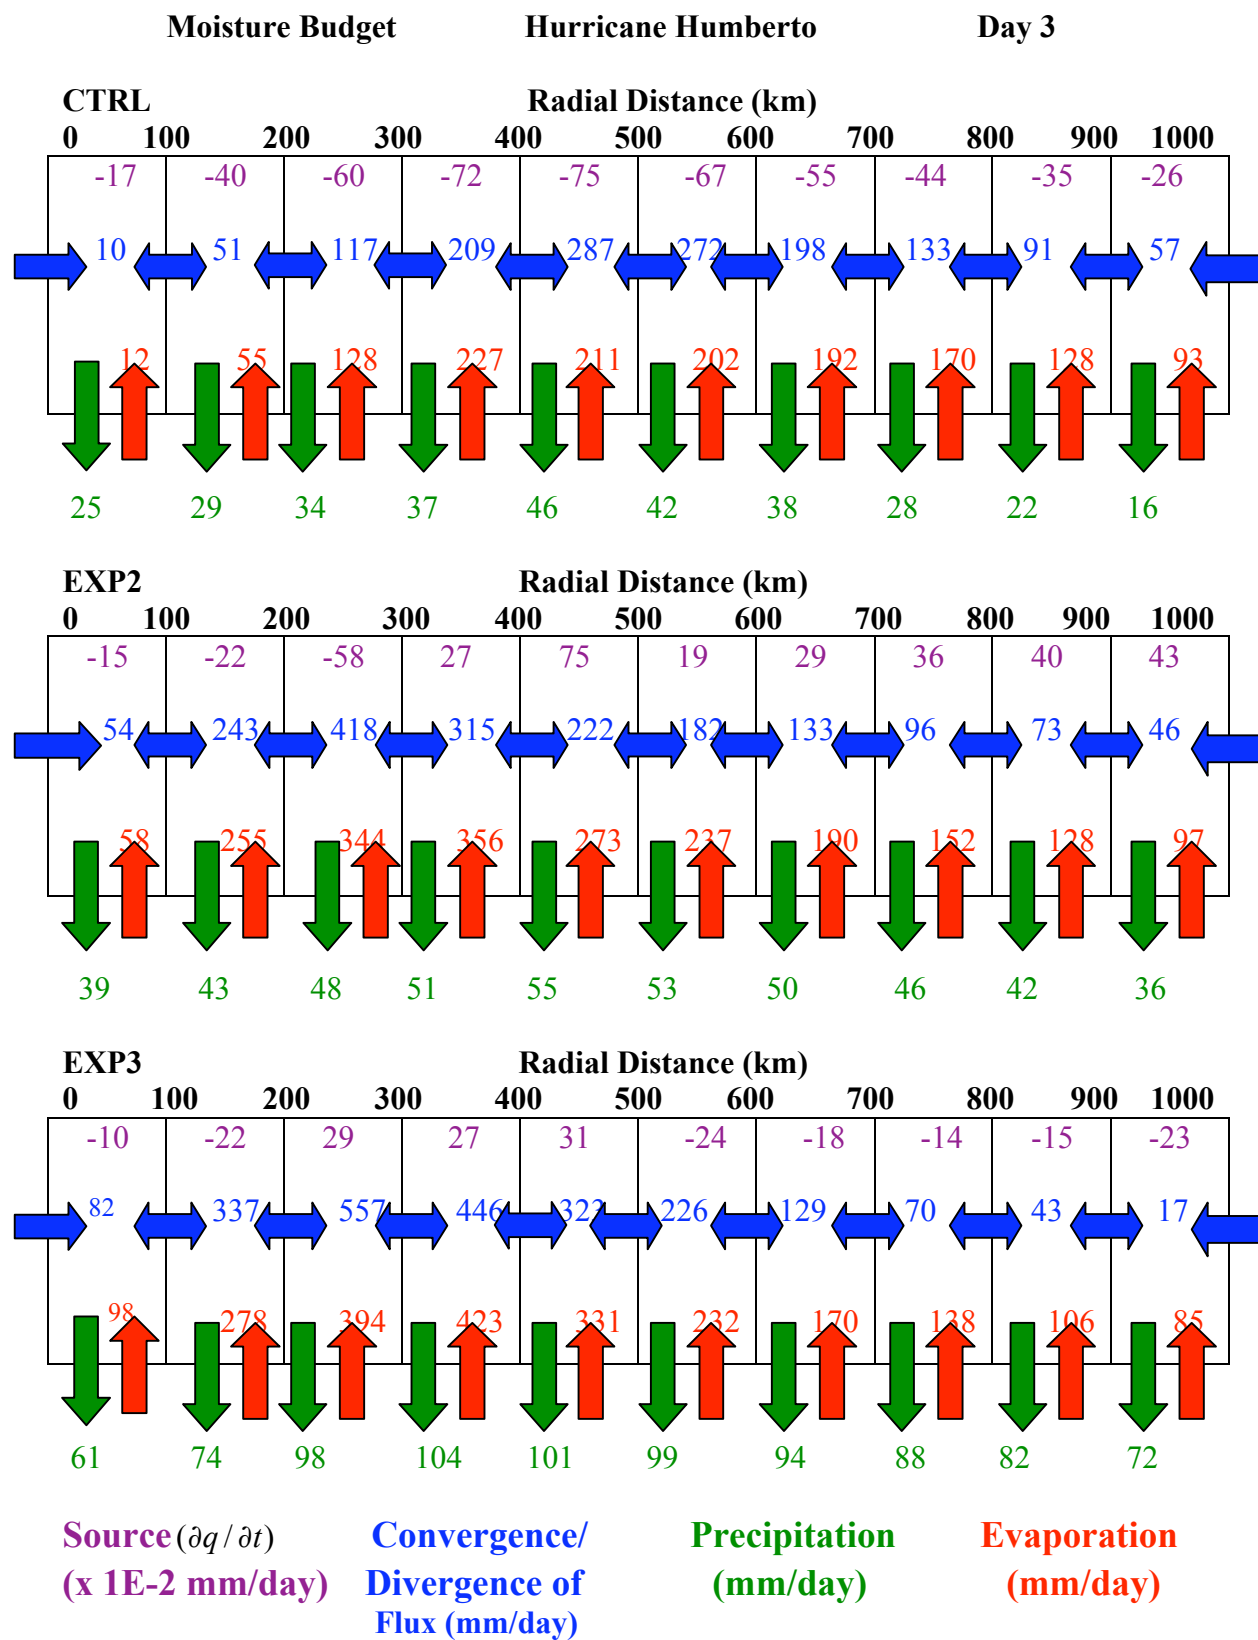 Moisture Budget Hurricane Humberto Day 3
CTRL Radial Distance (km)
0 100 200 300 400 500 600 700 800 900 1000
-17 -40 -60 -72 -75 -67 -55 -44 -35 -26
10 51 117 209 287 272 198 133 91 57
12 55 128 227 211 202 192 170 128 93
25 29 34 37 46 42 38 28 22 16
EXP2 Radial Distance (km)
0 100 200 300 400 500 600 700 800 900 1000
-15 -22 -58 27 75 19 29 36 40 43
54 243 418 315 222 182 133 96 73 46
58 255 344 356 273 237 190 152 128 97
39 43 48 51 55 53 50 46 42 36
EXP3 Radial Distance (km)
0 100 200 300 400 500 600 700 800 900 1000
-10 -22 29 27 31 -24 -18 -14 -15 -23
82 337 557 446 323 226 129 70 43 17
98 278 394 423 331 232 170 138 106 85
61 74 98 104 101 99 94 88 82 72
Source (∂q / ∂t) Convergence/ Precipitation Evaporation
(x 1E-2 mm/day) Divergence of (mm/day) (mm/day)
Flux (mm/day)